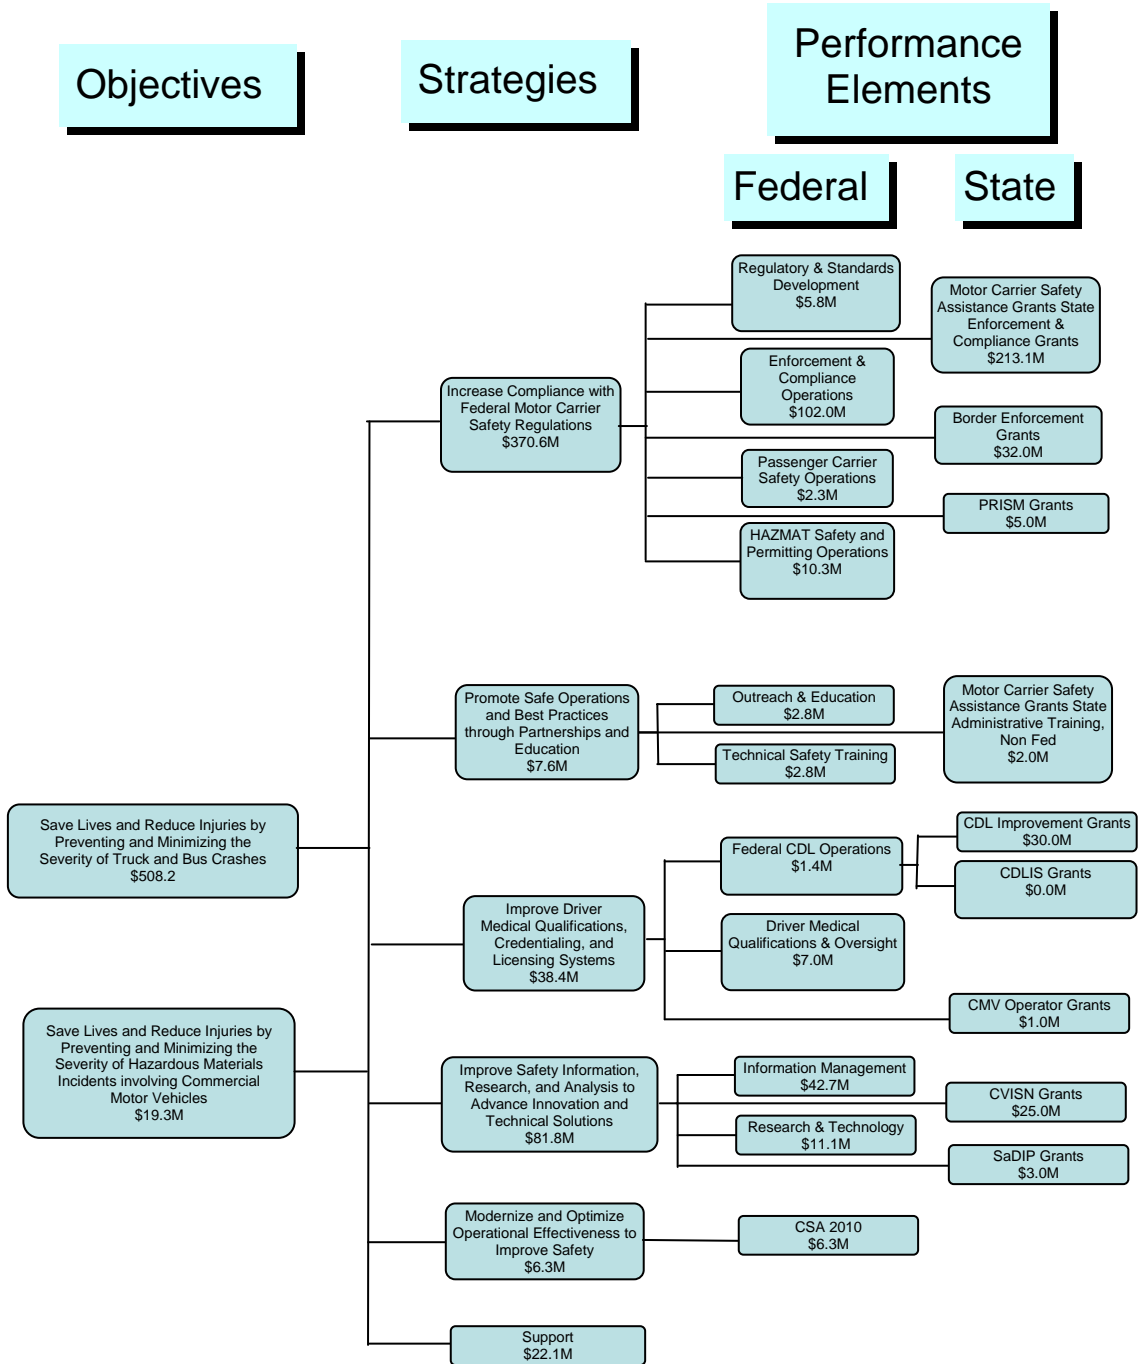 Objectives
Strategies
Performance
Elements
Federal
State
Regulatory & Standards
Development
$5.8M
Motor Carrier Safety
Assistance Grants State
Enforcement &
Compliance Grants
$213.1M
Enforcement &
Compliance
Operations
$102.0M
Increase Compliance with
Federal Motor Carrier
Safety Regulations
$370.6M
Border Enforcement
Grants
$32.0M
Passenger Carrier
Safety Operations
$2.3M
PRISM Grants
$5.0M
HAZMAT Safety and
Permitting Operations
$10.3M
Promote Safe Operations
and Best Practices
through Partnerships and
Education
$7.6M
Outreach & Education
$2.8M
Technical Safety Training
$2.8M
Motor Carrier Safety
Assistance Grants State
Administrative Training,
Non Fed
$2.0M
Save Lives and Reduce Injuries by
Preventing and Minimizing the
Severity of Truck and Bus Crashes
$508.2
Federal CDL Operations
$1.4M
CDL Improvement Grants
$30.0M
CDLIS Grants
$0.0M
Improve Driver
Medical Qualifications,
Credentialing, and
Licensing Systems
$38.4M
Driver Medical
Qualifications & Oversight
$7.0M
CMV Operator Grants
$1.0M
Save Lives and Reduce Injuries by
Preventing and Minimizing the
Severity of Hazardous Materials
Incidents involving Commercial
Motor Vehicles
$19.3M
Improve Safety Information,
Research, and Analysis to
Advance Innovation and
Technical Solutions
$81.8M
Information Management
$42.7M
CVISN Grants
$25.0M
Research & Technology
$11.1M
SaDIP Grants
$3.0M
Modernize and Optimize
Operational Effectiveness to
Improve Safety
$6.3M
CSA 2010
$6.3M
Support
$22.1M